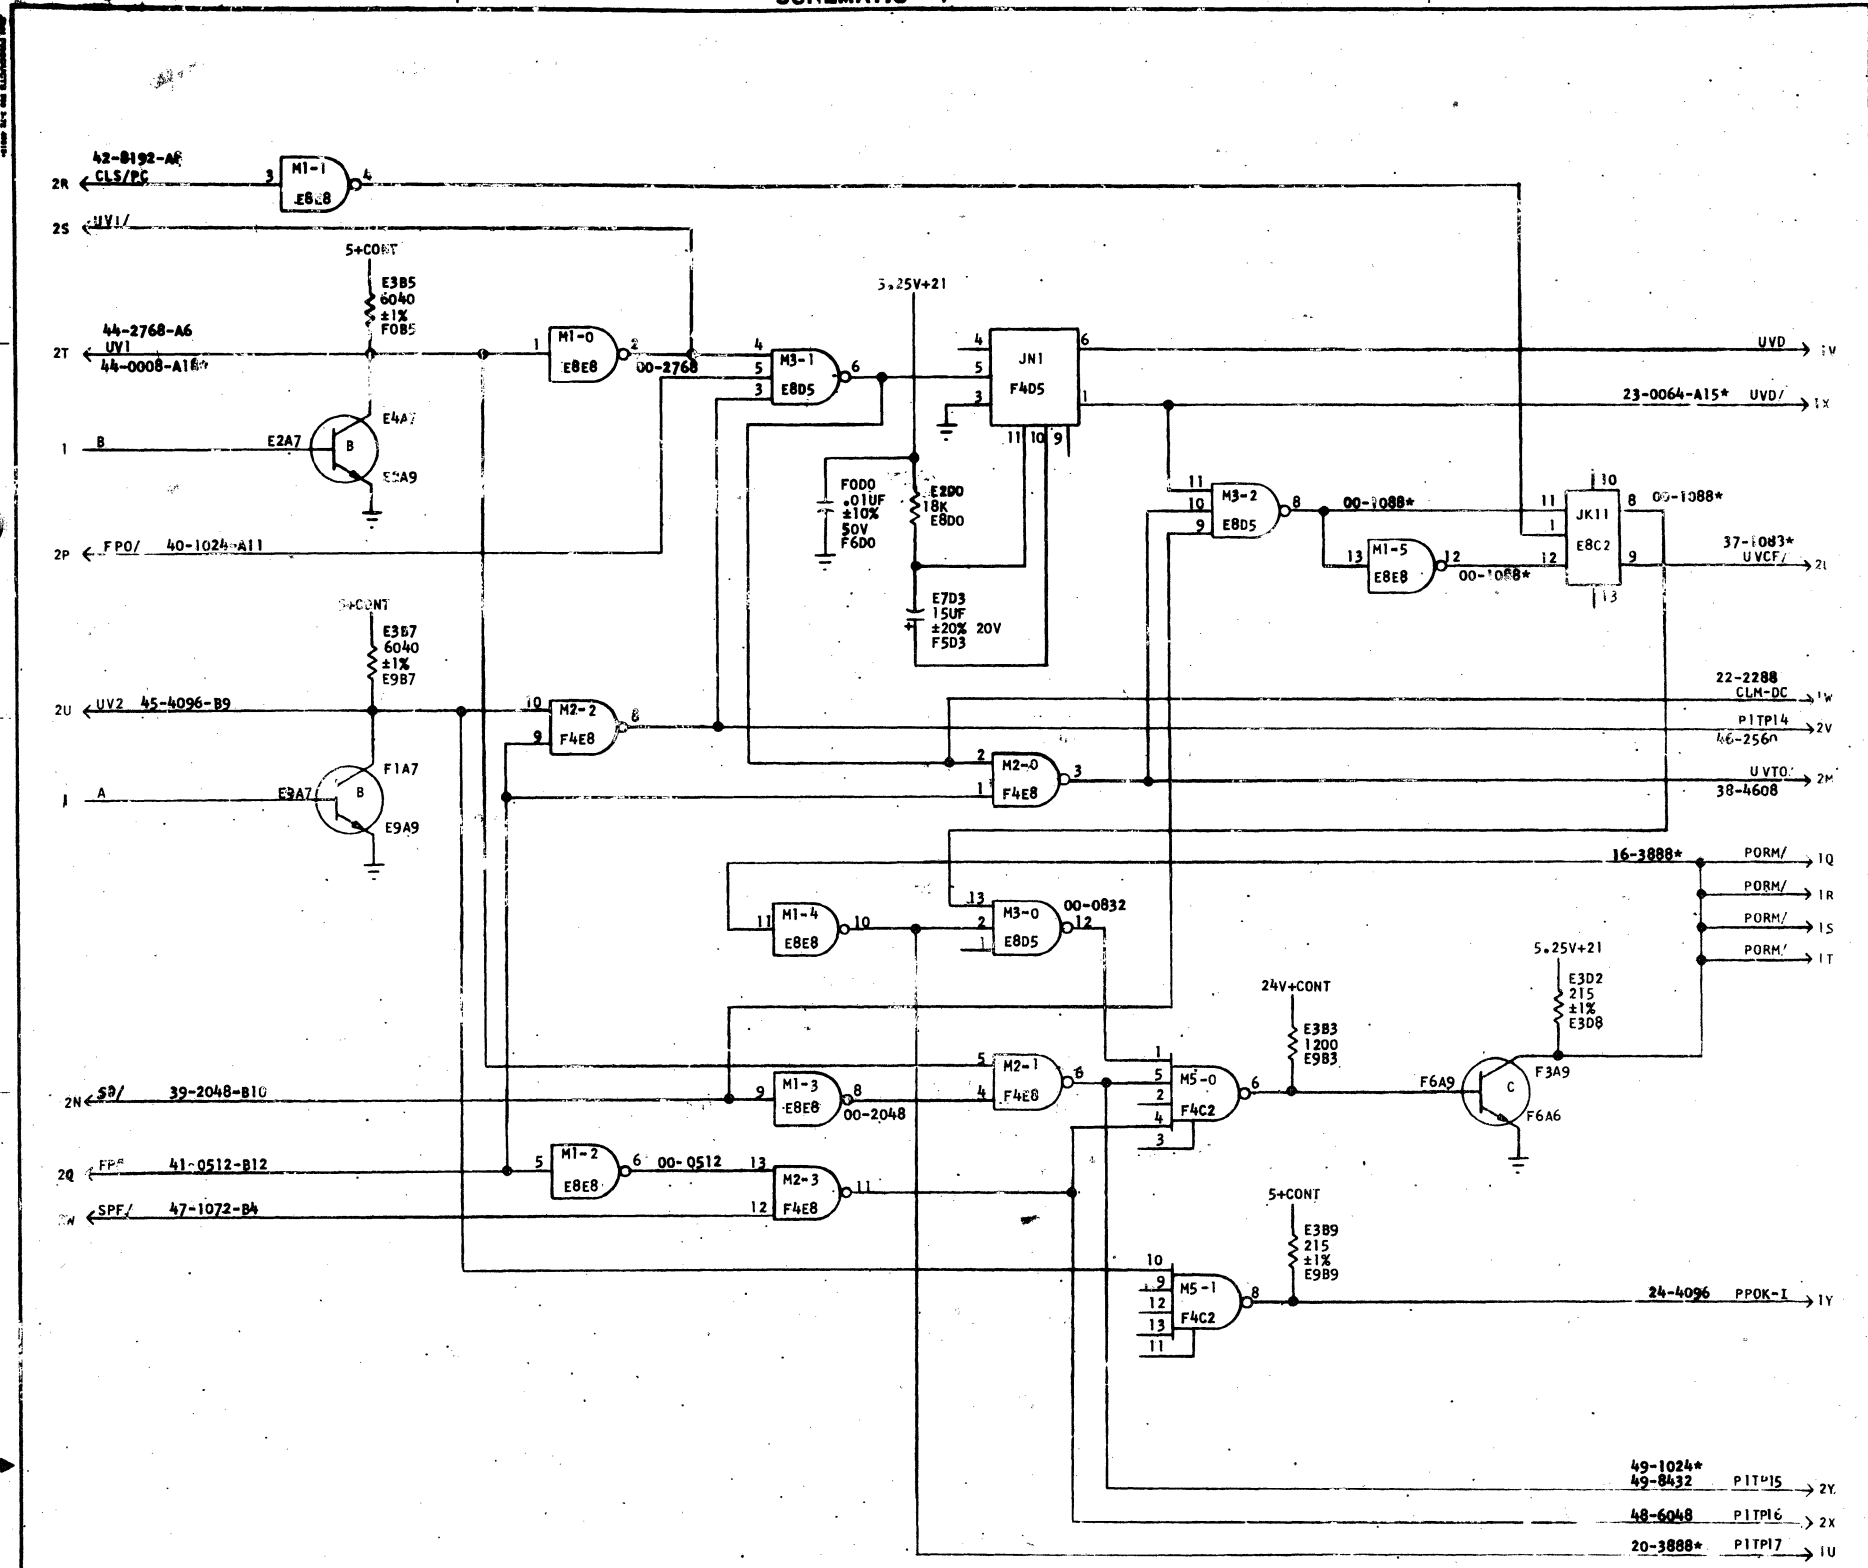 SCHEMATIC
42-8192-A8
2R CLS/PC 3 M1-1 E8E8 4
2S UV1/
5+CONT
E3B5
6040
±1%
F0B5
44-2768-A6
2T UV1
1 M1-0 E8E8 2
00-2768
4 5 3 M3-1 E8D5 6
5.25V+21
4 5 3 JN1 F4D5 6 1
11 10 9
UVD
23-0064-A15* UVD/ 1X
1 B E2A7 B E4A7
F0D0
.01UF
±10%
50V
F6D0
E2D0
18K
E8D0
11 10 9 M3-2 E8D5 8
00-1088*
11 1 12 JK11 E8C2 10 8 9 13
00-1088*
2P FPO/ 40-1024-A11
13 M1-5 E8E8 12
00-1088*
37-1083*
UVCF/ 2L
E7D3
15UF
±20% 20V
F5D3
5+CONT
E3B7
6040
±1%
E9B7
22-2288
CLM-DC 1W
2U UV2 45-4096-B9
10 9 M2-2 F4E8 8
P1TP14 2V
46-2560
2 1 M2-0 F4E8 3
UVTO/ 2M
38-4608
A E3A7 B F1A7
E9A9
16-3888* PORM/ 1Q
PORM/ 1R
PORM/ 1S
PORM/ 1T
11 M1-4 E8E8 10
13 2 1 M3-0 E8D5 12
00-0832
5.25V+21
E3D2
215
±1%
E3D8
24V+CONT
E3B3
1200
E9B3
5 4 M2-1 F4E8 6
1 5 2 4 3 M5-0 F4C2 6
F6A9 C F3A9
F6A6
2N 39-2048-B10
9 M1-3 E8E8 8
00-2048
2Q 41-0512-B12
5 M1-2 E8E8 6
00-0512
13 12 M2-3 F4E8 11
SPF/ 47-1072-B4
5+CONT
E3B9
215
±1%
E9B9
10 9 12 13 11 M5-1 F4C2 8
24-4096 PPOK-I 1Y
49-1024*
49-8432 P1TP15 2Y
48-6048 P1TP16 2X
20-3888* P1TP17 1U